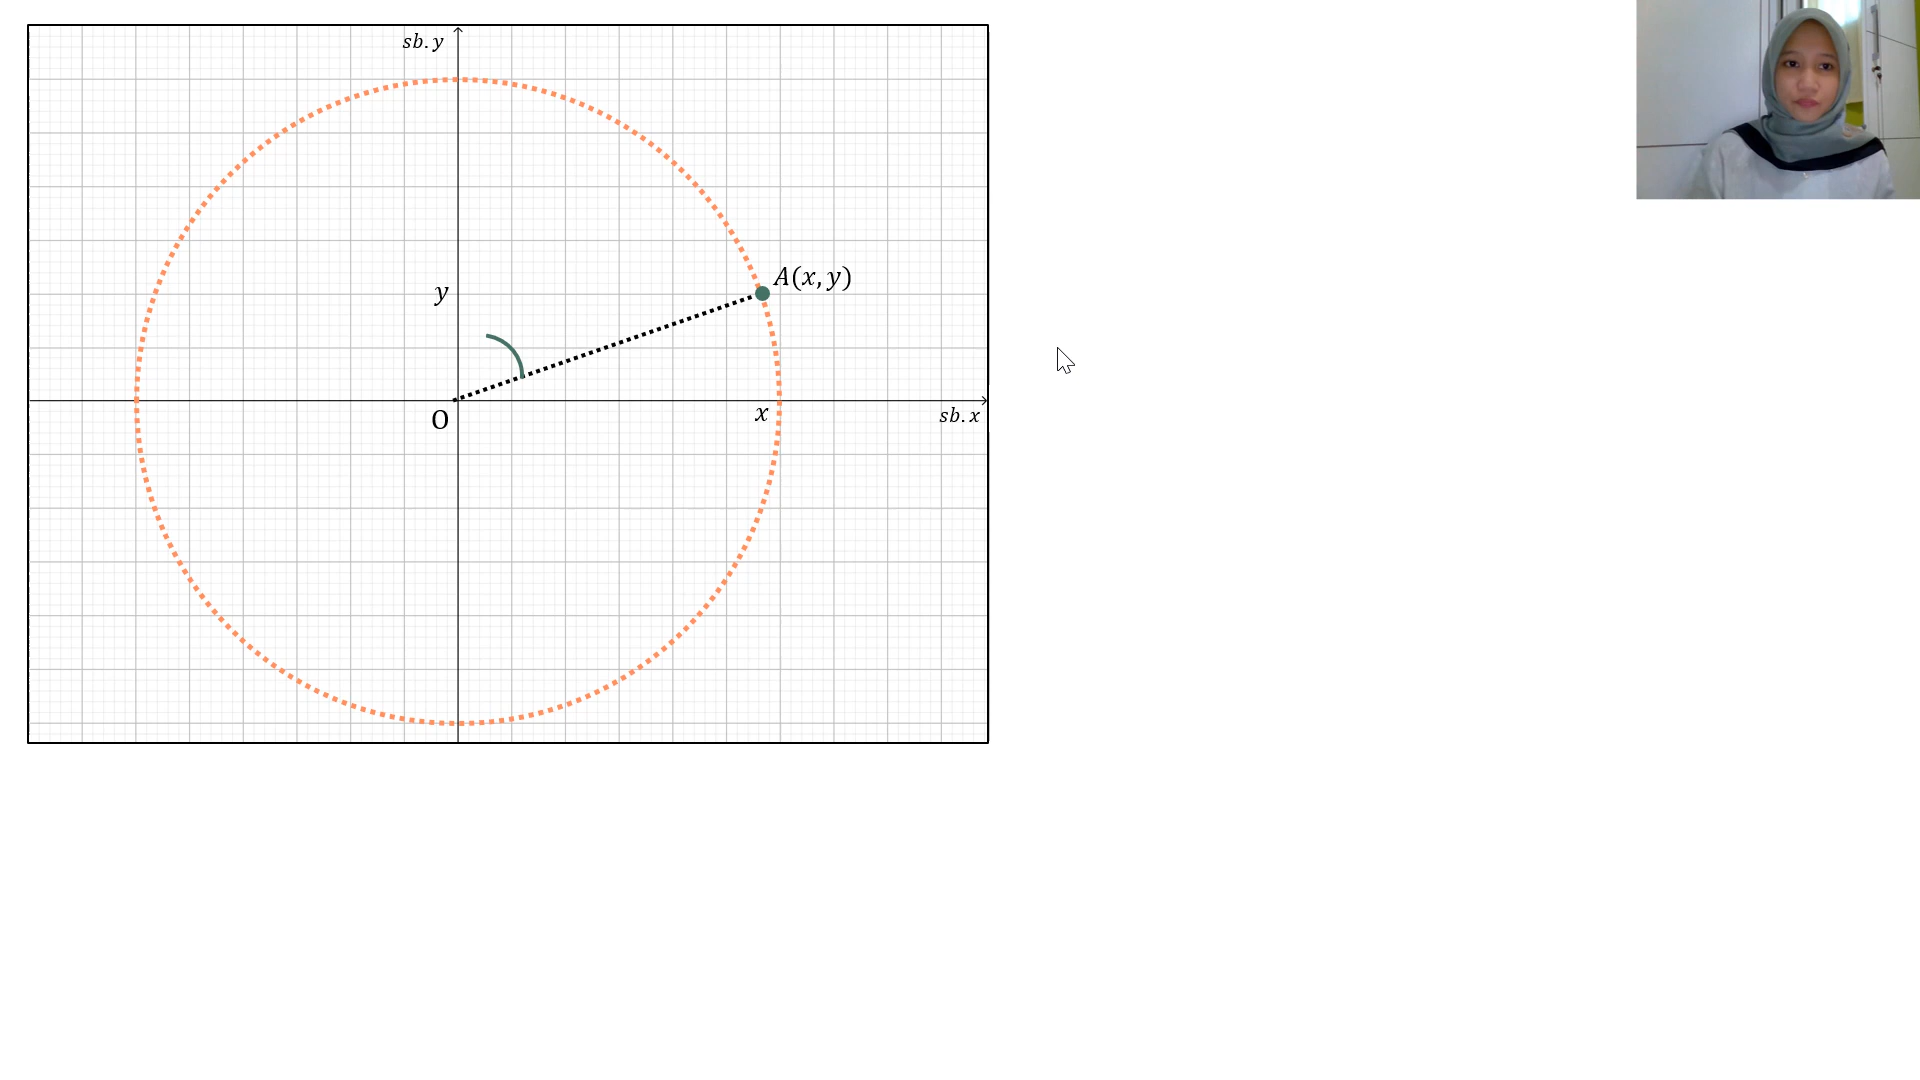 sb.y
A(x, y)
y
O
x
sb.x